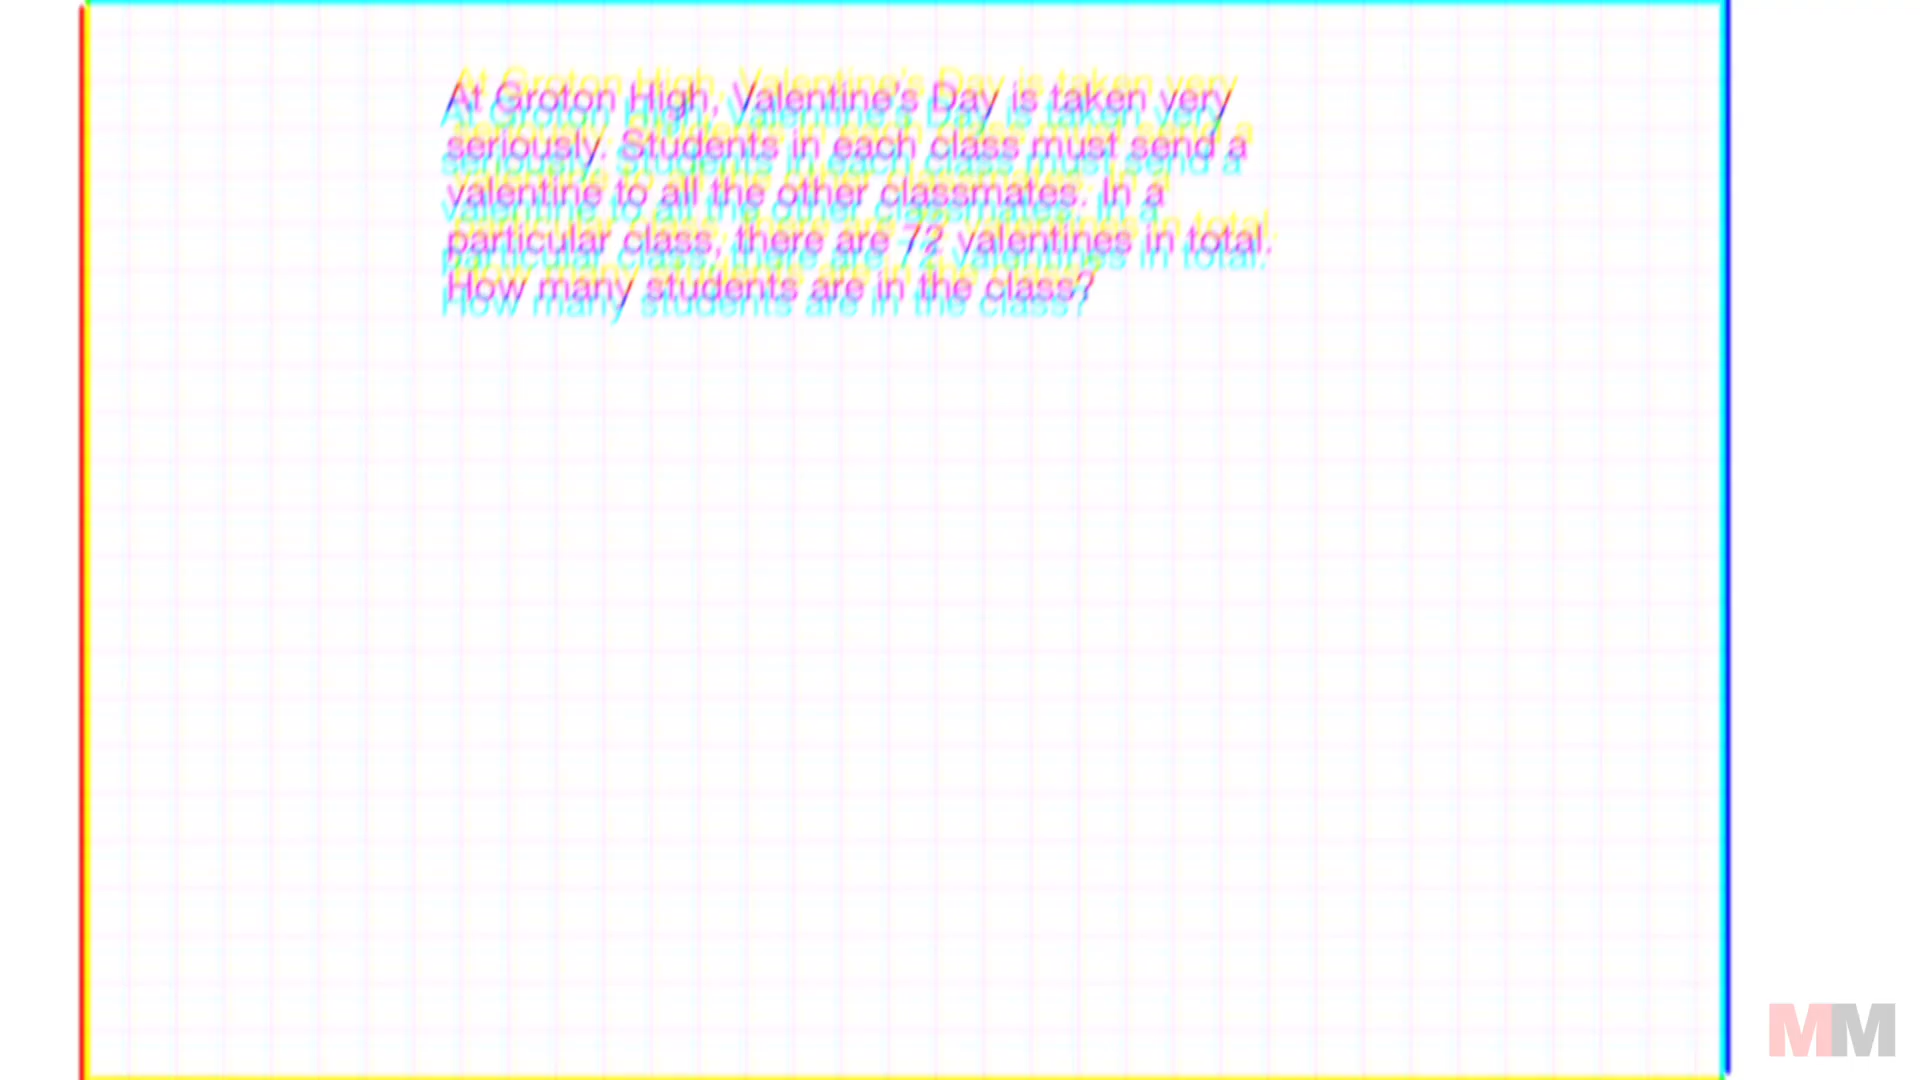 At Groton High, Valentine's Day is taken very
seriously. Students in each class must send a
valentine to all the other classmates. In a
particular class, there are 72 valentines in total.
How many students are in the class?
MM